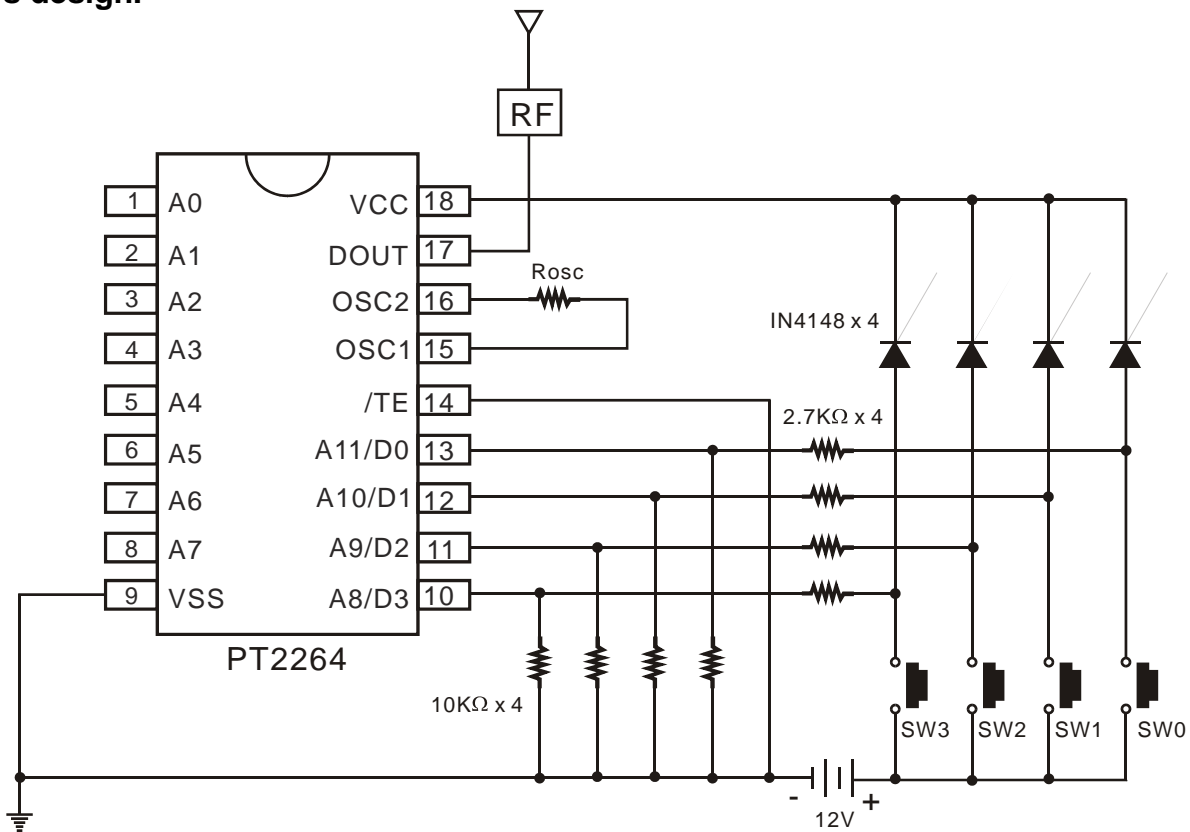 s design.
RF
1 A0 VCC 18
2 A1 DOUT 17
Rosc
3 A2 OSC2 16
4 A3 OSC1 15
IN4148 x 4
5 A4 /TE 14
2.7KΩ x 4
6 A5 A11/D0 13
7 A6 A10/D1 12
8 A7 A9/D2 11
9 VSS A8/D3 10
PT2264
10KΩ x 4
SW3 SW2 SW1 SW0
- +
12V